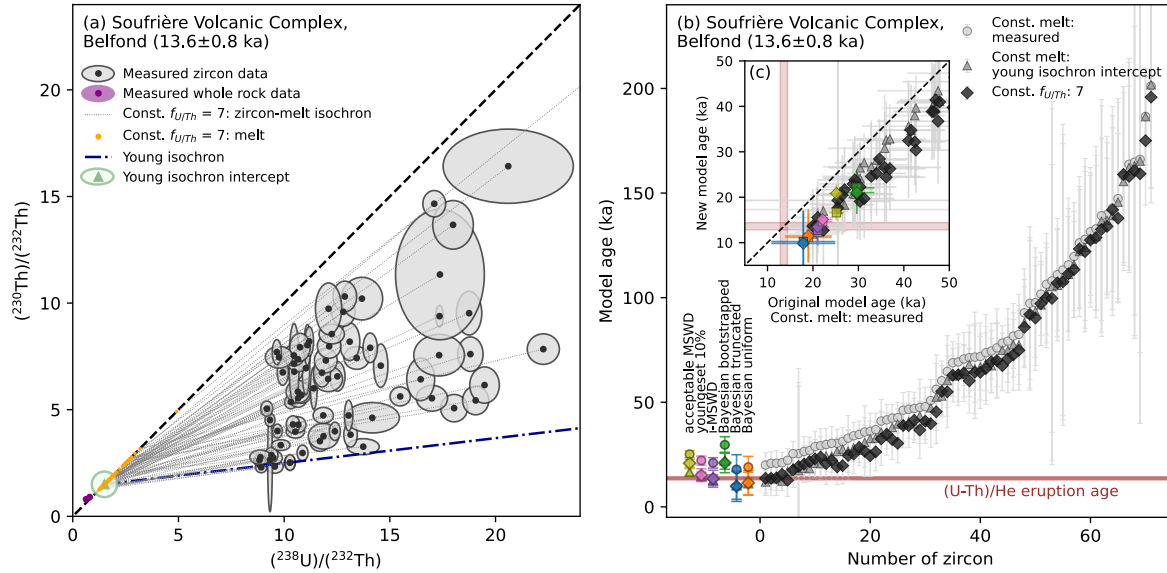 (a) Soufrière Volcanic Complex,
Belfond (13.6±0.8 ka)
Measured zircon data
Measured whole rock data
Const. f_{U/Th} = 7: zircon-melt isochron
Const. f_{U/Th} = 7: melt
Young isochron
Young isochron intercept
(²³⁰Th)/(²³²Th)
20
15
10
5
0
0
5
10
15
20
(²³⁸U)/(²³²Th)
(b) Soufrière Volcanic Complex,
Belfond (13.6±0.8 ka)
Const. melt:
measured
Const melt:
young isochron intercept
Const. f_{U/Th}: 7
(c)
New model age (ka)
50
40
30
20
10
10
20
30
40
50
Original model age (ka)
Const. melt: measured
Model age (ka)
200
150
100
50
0
acceptable MSWD
youngeset 10%
↓MSWD
Bayesian bootstrapped
Bayesian truncated
Bayesian uniform
(U-Th)/He eruption age
0
20
40
60
Number of zircon